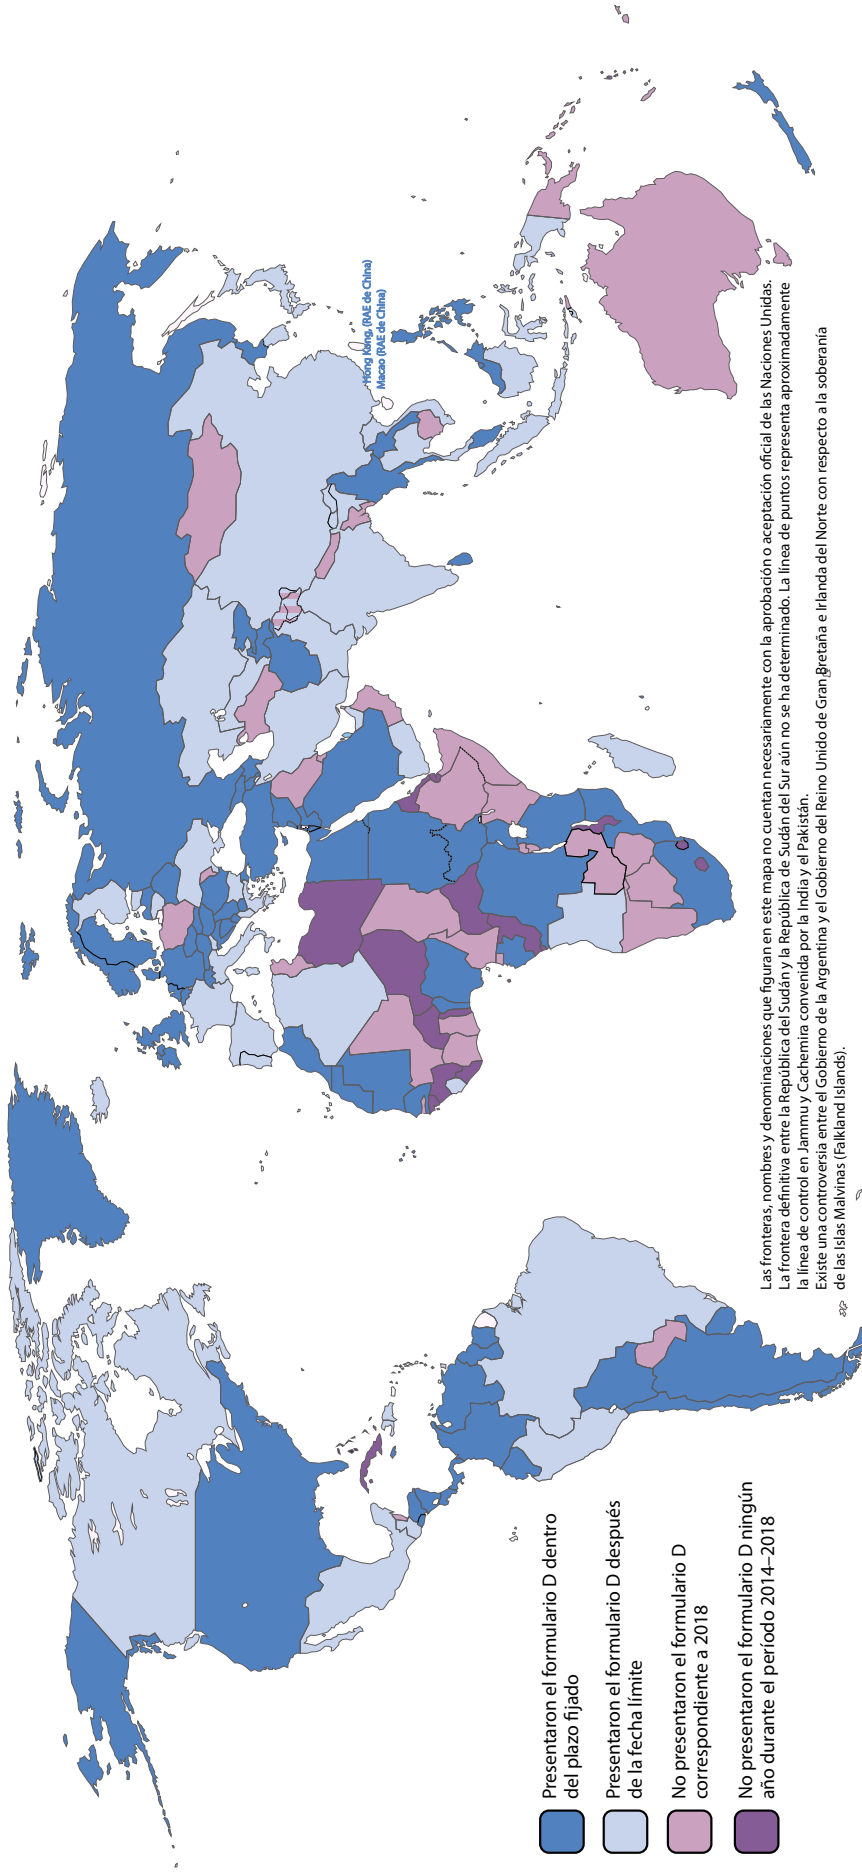 Hong Kong, (RAE de China)
Macao (RAE de China)
Presentaron el formulario D dentro
del plazo fijado
Presentaron el formulario D después
de la fecha límite
No presentaron el formulario D
correspondiente a 2018
No presentaron el formulario D ningún
año durante el período 2014–2018
Las fronteras, nombres y denominaciones que figuran en este mapa no cuentan necesariamente con la aprobación o aceptación oficial de las Naciones Unidas.
La frontera definitiva entre la República del Sudán y la República de Sudán del Sur aún no se ha determinado. La línea de puntos representa aproximadamente
la línea de control en Jammu y Cachemira convenida por la India y el Pakistán.
Existe una controversia entre el Gobierno de la Argentina y el Gobierno del Reino Unido de Gran Bretaña e Irlanda del Norte con respecto a la soberanía
de las Islas Malvinas (Falkland Islands).